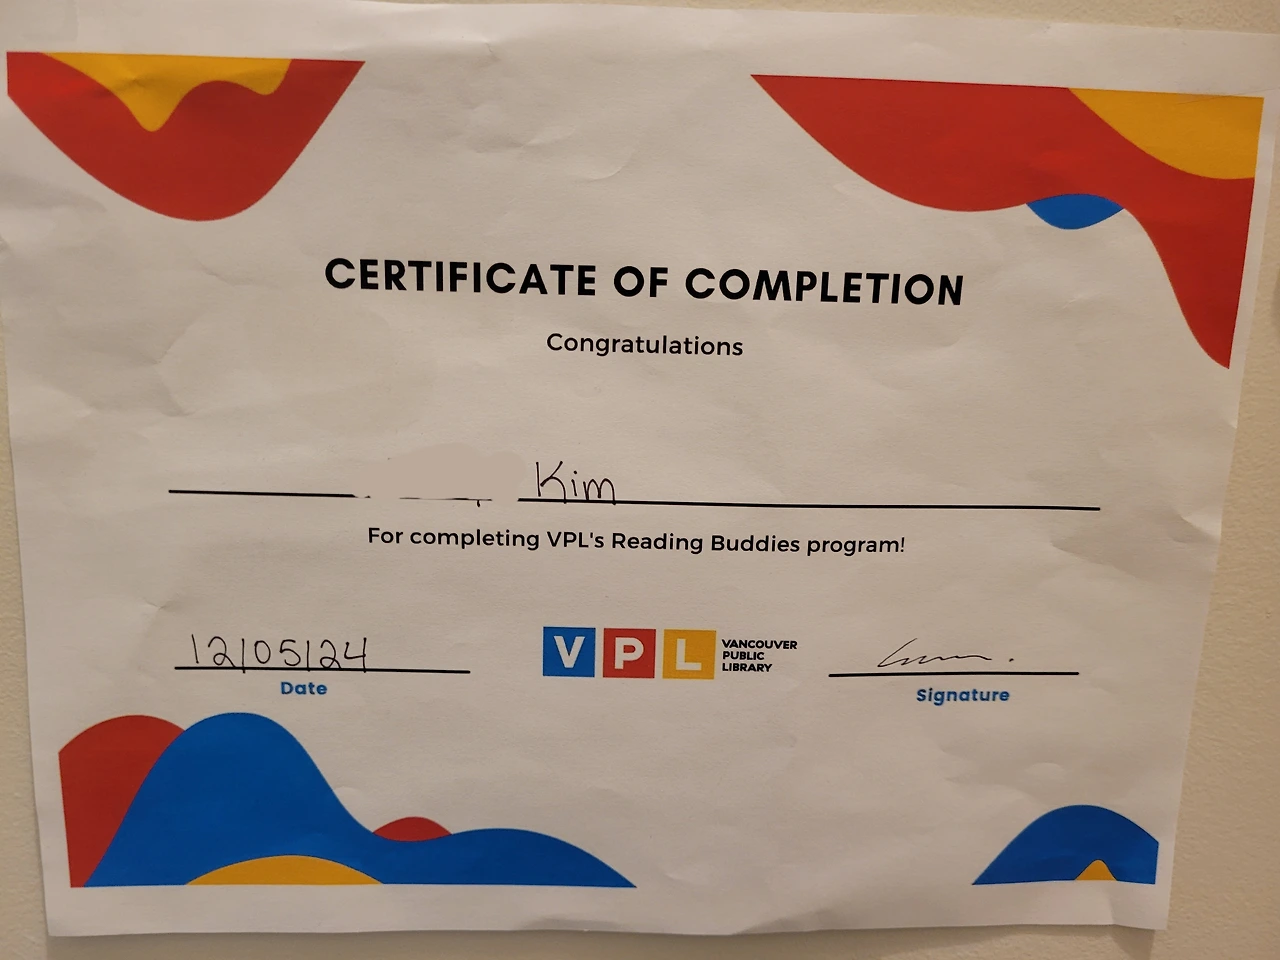 CERTIFICATE OF COMPLETION
Congratulations
Kim
For completing VPL's Reading Buddies program!
12/05/24
Date
VPL
VANCOUVER
PUBLIC
LIBRARY
Signature